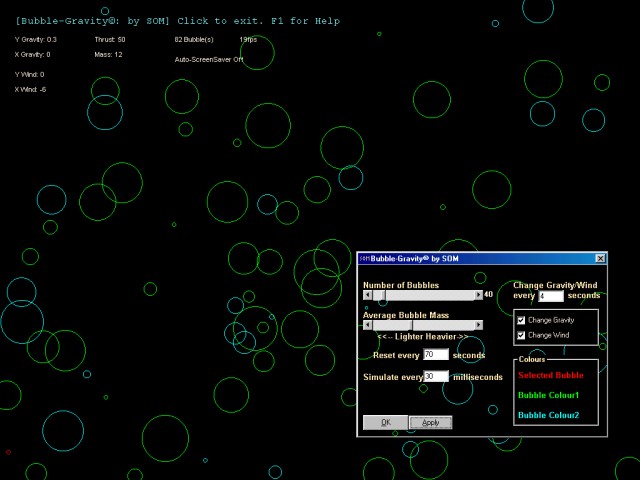 [Bubble-Gravity©: by SOM] Click to exit. F1 for Help
Y Gravity: 0.3 Thrust: 50 82 Bubble(s) 19fps
X Gravity: 0 Mass: 12
Auto-ScreenSaver Off
Y Wind: 0
X Wind: -6
SOM Bubble-Gravity© by SOM
Number of Bubbles
40
Change Gravity/Wind
every 4 seconds
Average Bubble Mass
<<-- Lighter Heavier->>
Change Gravity
Change Wind
Reset every 70 seconds
Simulate every 30 milliseconds
Colours
Selected Bubble
Bubble Colour1
Bubble Colour2
OK Apply